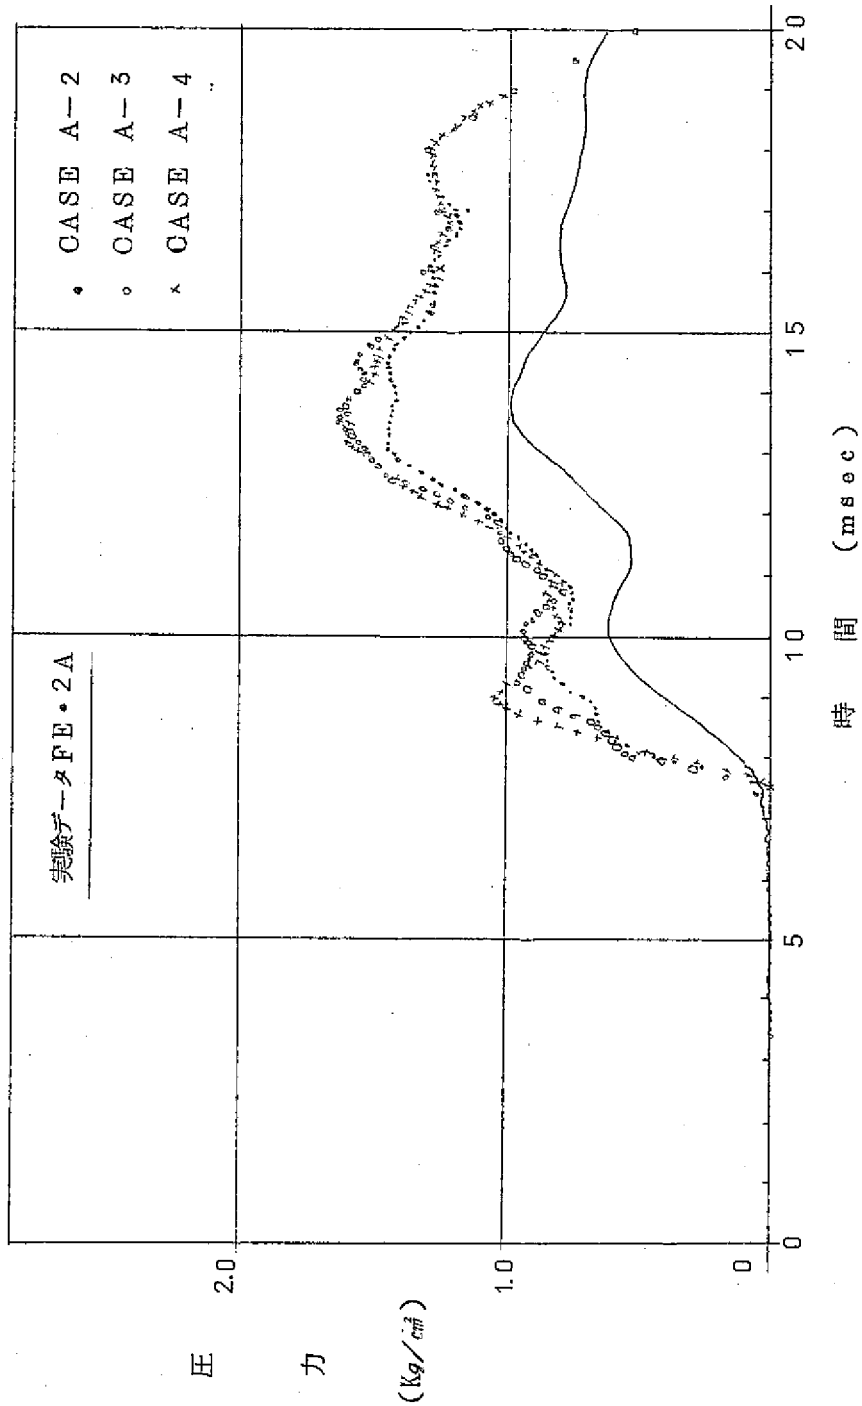 実験データFE・2A
• CASE A-2
○ CASE A-3
× CASE A-4
圧力
(Kg/cm²)
2.0
1.0
0
0 5 10 15 20
時間 (msec)